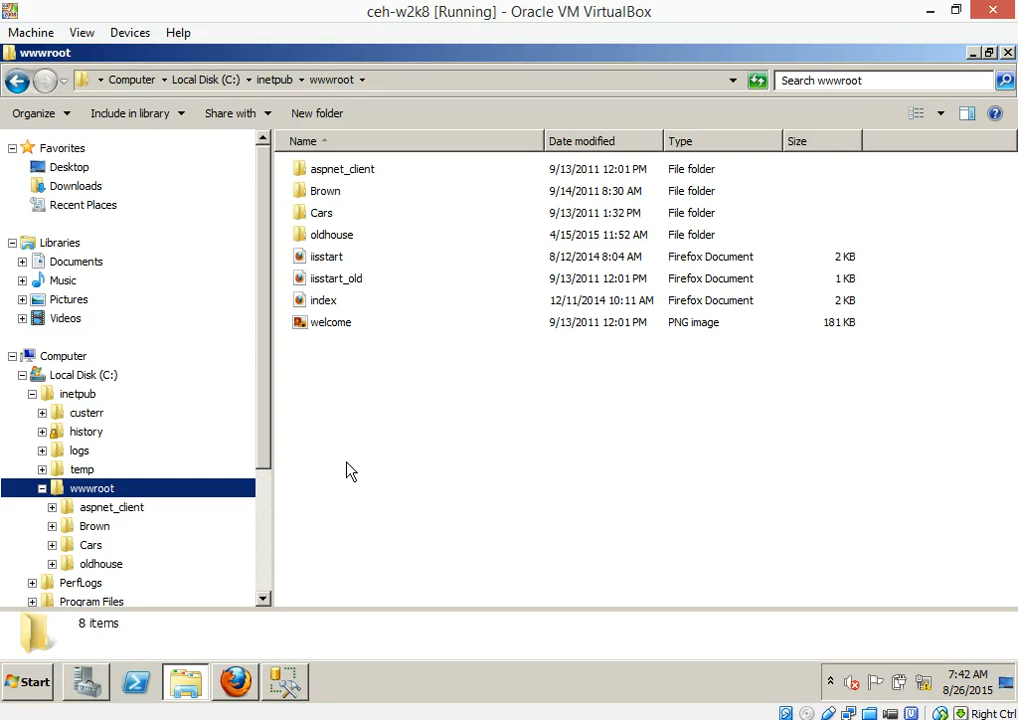 ceh-w2k8 [Running] - Oracle VM VirtualBox
Machine View Devices Help
wwwroot
Computer Local Disk (C:) inetpub wwwroot
Search wwwroot
Organize Include in library Share with New folder
Name Date modified Type Size
Favorites
Desktop
Downloads
Recent Places
Libraries
Documents
Music
Pictures
Videos
Computer
Local Disk (C:)
inetpub
custerr
history
logs
temp
wwwroot
aspnet_client
Brown
Cars
oldhouse
PerfLogs
Program Files
aspnet_client 9/13/2011 12:01 PM File folder
Brown 9/14/2011 8:30 AM File folder
Cars 9/13/2011 1:32 PM File folder
oldhouse 4/15/2015 11:52 AM File folder
iisstart 8/12/2014 8:04 AM Firefox Document 2 KB
iisstart_old 9/13/2011 12:01 PM Firefox Document 1 KB
index 12/11/2014 10:11 AM Firefox Document 2 KB
welcome 9/13/2011 12:01 PM PNG image 181 KB
8 items
Start
7:42 AM
8/26/2015
Right Ctrl